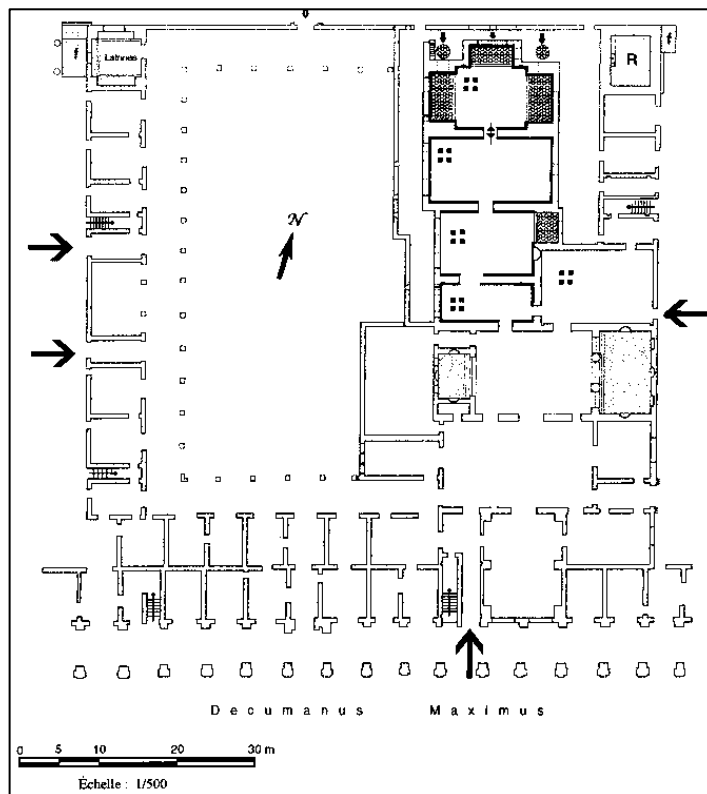 f
Latrines
R
f
N
Decumanus Maximus
0 5 10 20 30 m
Échelle : 1/500